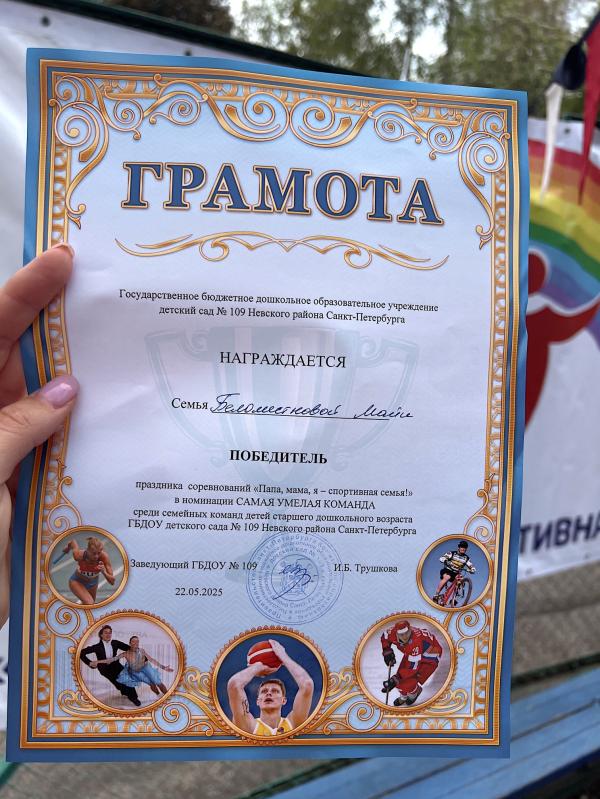 ГРАМОТА
Государственное бюджетное дошкольное образовательное учреждение
детский сад № 109 Невского района Санкт-Петербурга
НАГРАЖДАЕТСЯ
Семья Беломестновой Майи
ПОБЕДИТЕЛЬ
праздника соревнований «Папа, мама, я – спортивная семья!»
в номинации САМАЯ УМЕЛАЯ КОМАНДА
среди семейных команд детей старшего дошкольного возраста
ГБДОУ детского сада № 109 Невского района Санкт-Петербурга
Заведующий ГБДОУ № 109 И.Б. Трушкова
22.05.2025